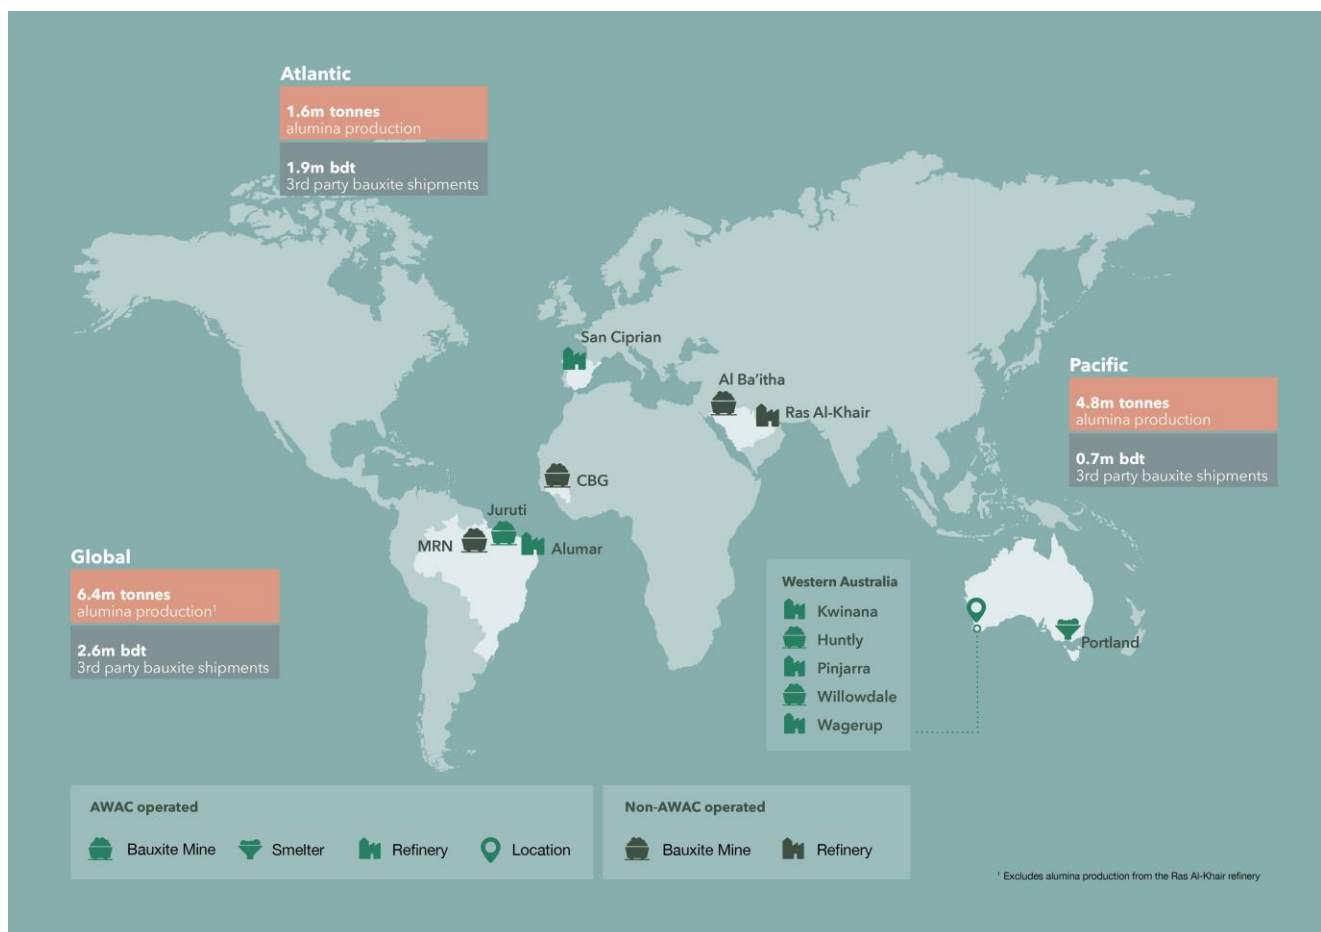 Atlantic
1.6m tonnes
alumina production
1.9m bdt
3rd party bauxite shipments
San Ciprian
Al Ba’itha
Ras Al-Khair
Pacific
4.8m tonnes
alumina production
0.7m bdt
3rd party bauxite shipments
CBG
Juruti
MRN
Alumar
Global
6.4m tonnes
alumina production¹
2.6m bdt
3rd party bauxite shipments
Western Australia
Kwinana
Huntly
Pinjarra
Willowdale
Wagerup
Portland
AWAC operated
Bauxite Mine
Smelter
Refinery
Location
Non-AWAC operated
Bauxite Mine
Refinery
¹ Excludes alumina production from the Ras Al-Khair refinery